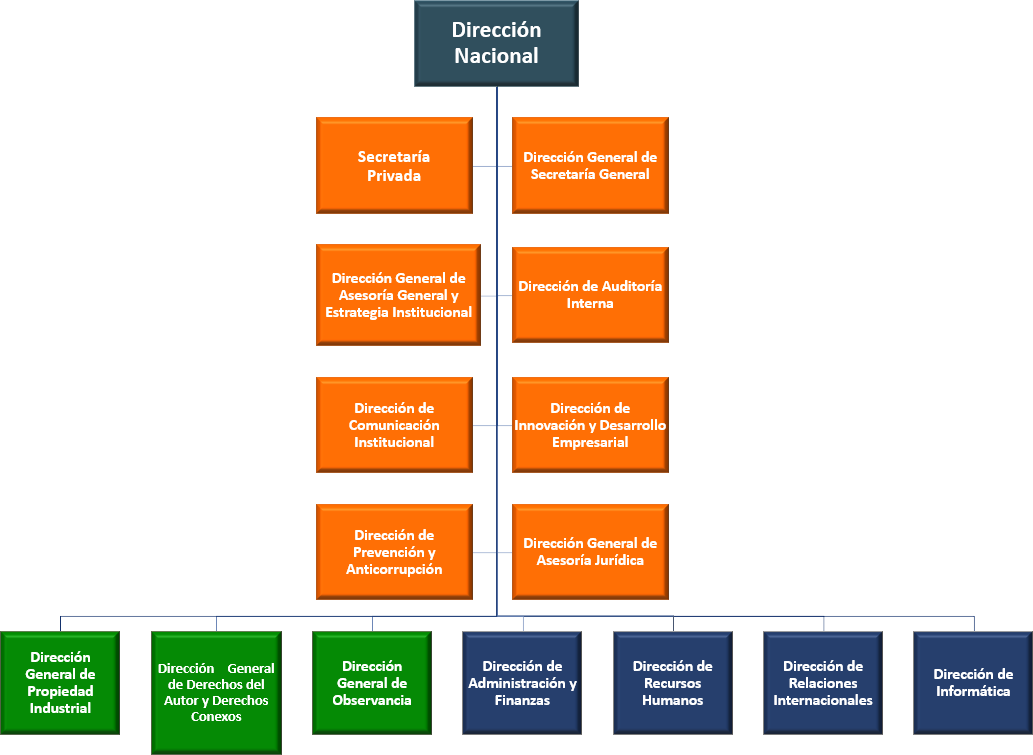 Dirección
Nacional
Secretaría
Privada
Dirección General de
Secretaría General
Dirección General de
Asesoría General y
Estrategia Institucional
Dirección de Auditoría
Interna
Dirección de
Comunicación
Institucional
Dirección de
Innovación y Desarrollo
Empresarial
Dirección de
Prevención y
Anticorrupción
Dirección General de
Asesoría Jurídica
Dirección
General de
Propiedad
Industrial
Dirección General
de Derechos del
Autor y Derechos
Conexos
Dirección
General de
Observancia
Dirección de
Administración y
Finanzas
Dirección de
Recursos
Humanos
Dirección de
Relaciones
Internacionales
Dirección de
Informática